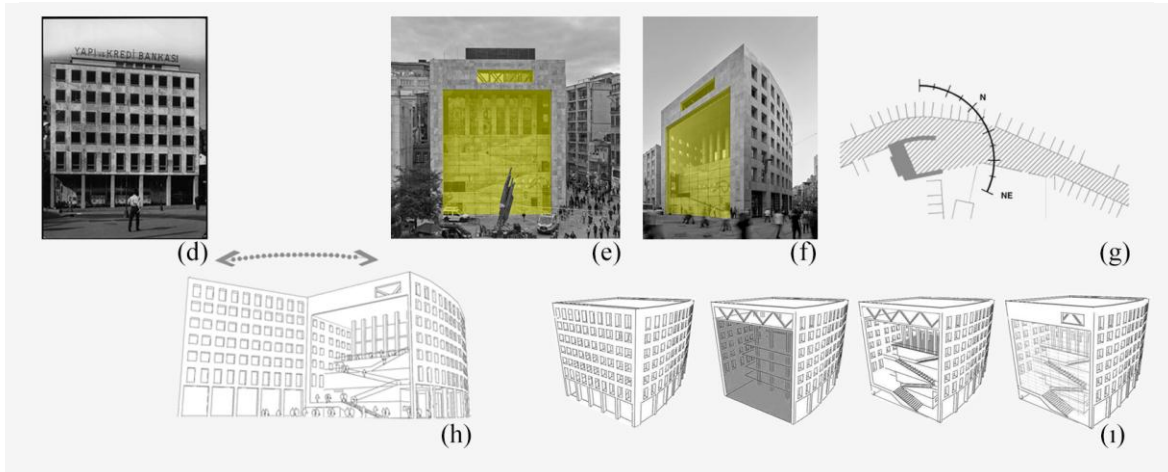 YAPI ve KREDİ BANKASI
(d)
(e)
(f)
N
NE
(g)
(h)
(ı)